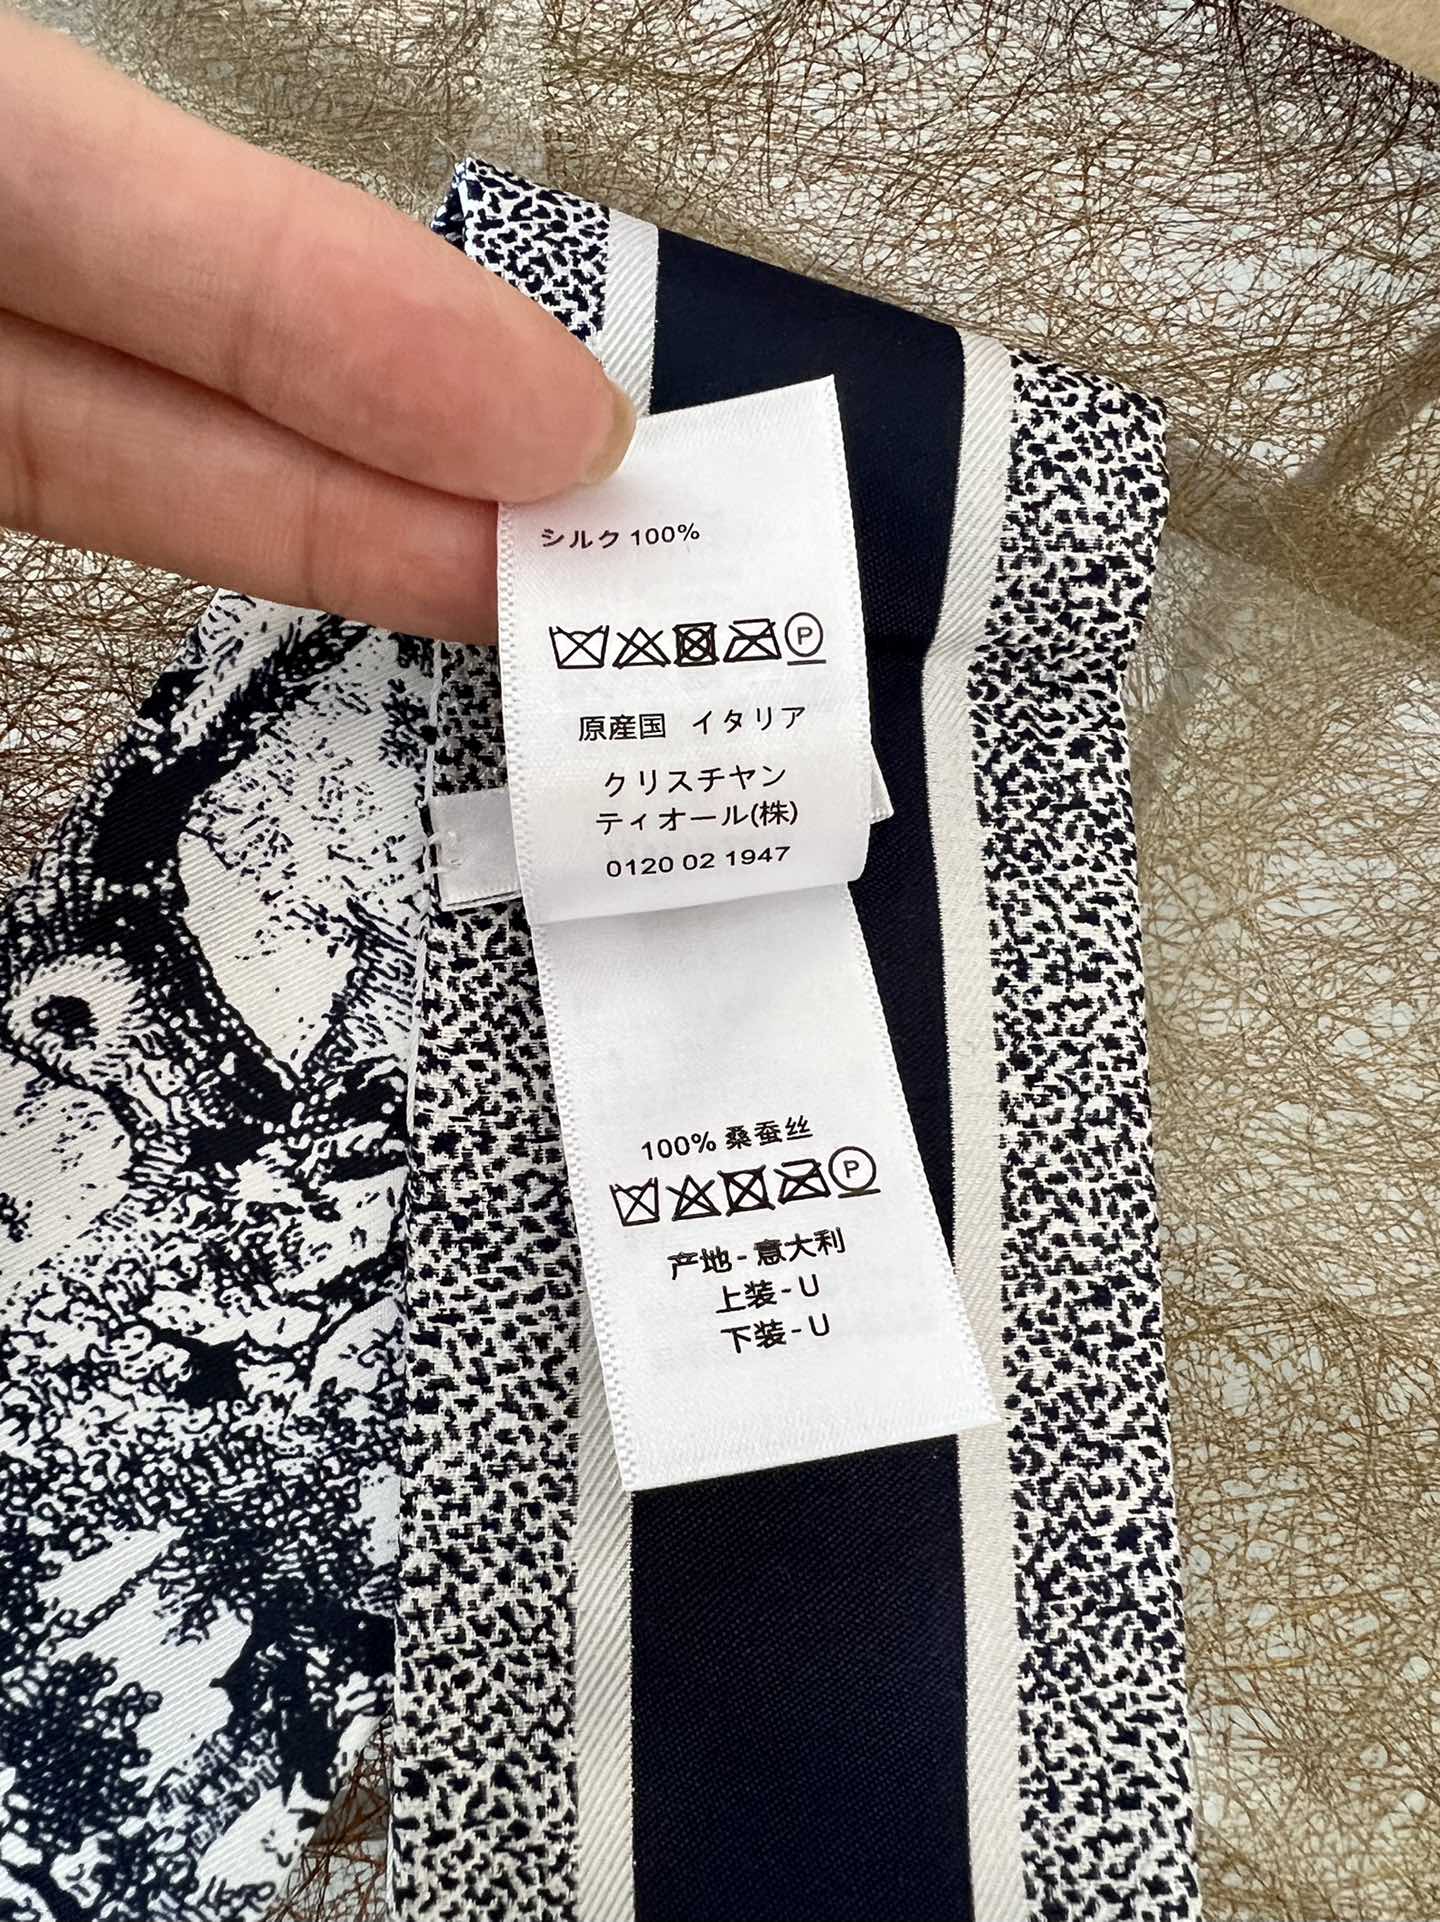 シルク 100%
P
原産国 イタリア
クリスチャン
ティオール(株)
0120 02 1947
100% 桑蚕丝
P
产地 - 意大利
上装 - U
下装 - U